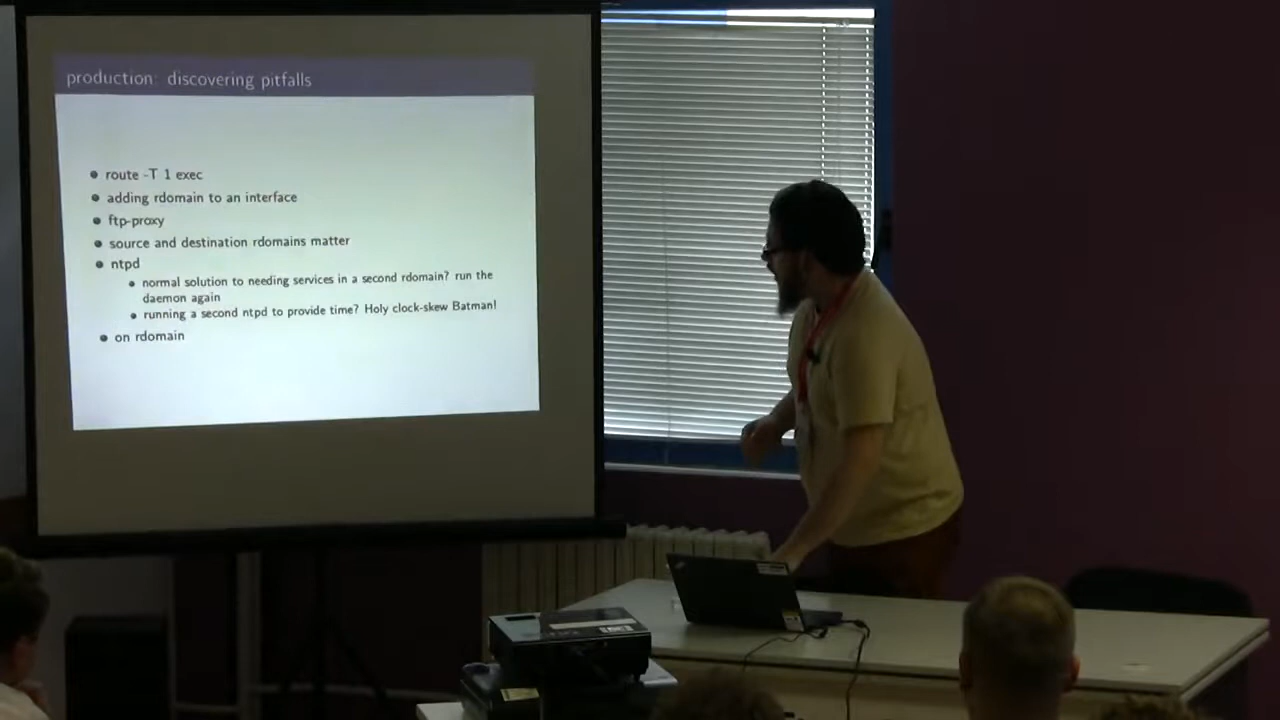 production: discovering pitfalls
route -T 1 exec
adding rdomain to an interface
ftp-proxy
source and destination rdomains matter
ntpd
normal solution to needing services in a second rdomain? run the
daemon again
running a second ntpd to provide time? Holy clock-skew Batman!
on rdomain